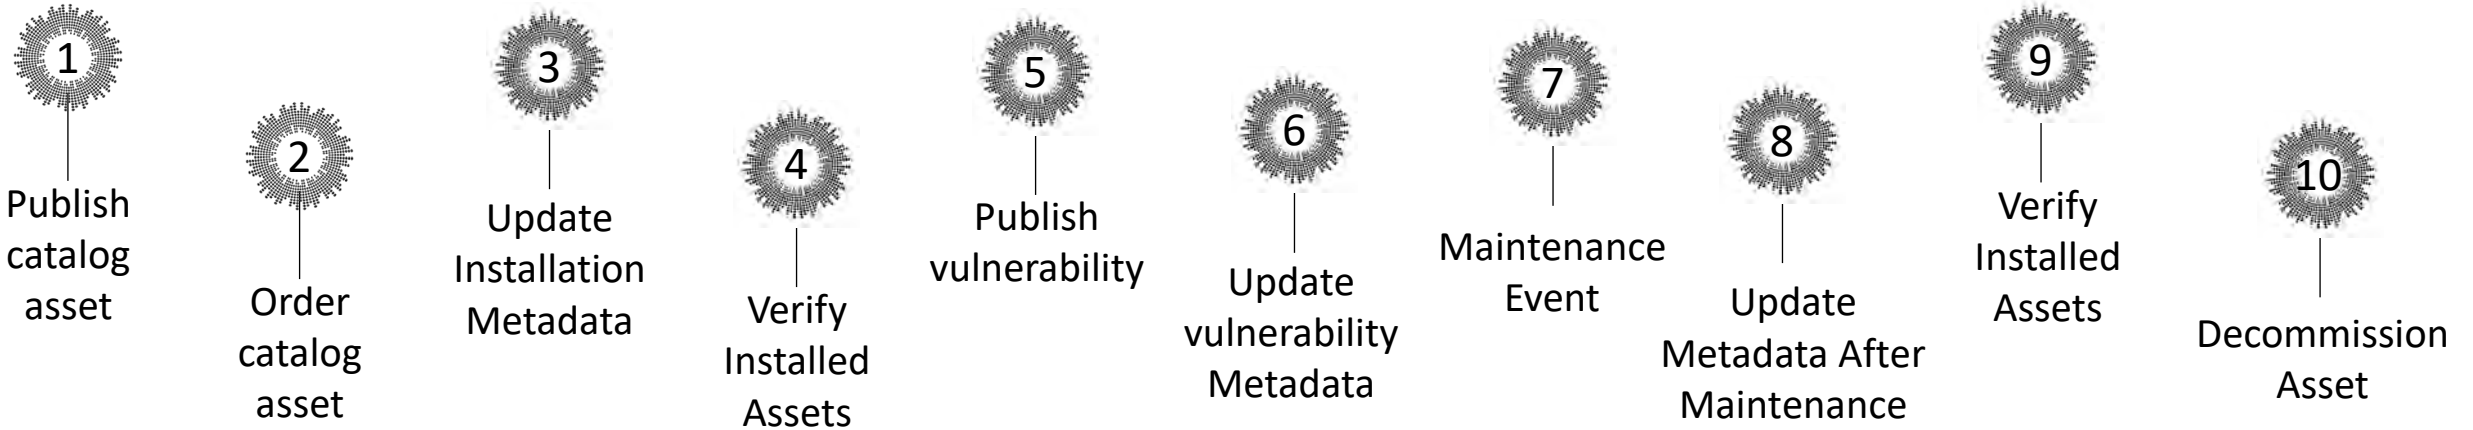 1
Publish
catalog
asset
2
Order
catalog
asset
3
Update
Installation
Metadata
4
Verify
Installed
Assets
5
Publish
vulnerability
6
Update
vulnerability
Metadata
7
Maintenance
Event
8
Update
Metadata After
Maintenance
9
Verify
Installed
Assets
10
Decommission
Asset